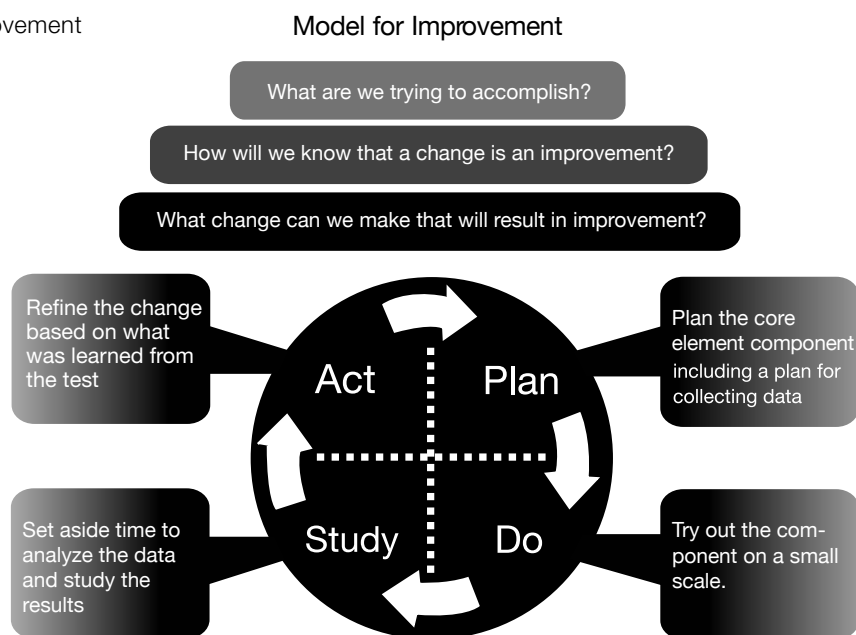 ovement
Model for Improvement
What are we trying to accomplish?
How will we know that a change is an improvement?
What change can we make that will result in improvement?
Refine the change
based on what
was learned from
the test
Act
Plan
Plan the core
element component
including a plan for
collecting data
Set aside time to
analyze the data
and study the
results
Study
Do
Try out the com-
ponent on a small
scale.